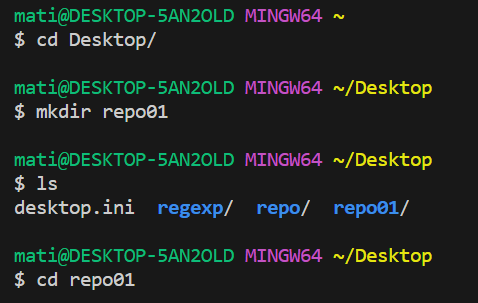 mati@DESKTOP-5AN2OLD MINGW64 ~
$ cd Desktop/
mati@DESKTOP-5AN2OLD MINGW64 ~/Desktop
$ mkdir repo01
mati@DESKTOP-5AN2OLD MINGW64 ~/Desktop
$ ls
desktop.ini  regexp/  repo/  repo01/
mati@DESKTOP-5AN2OLD MINGW64 ~/Desktop
$ cd repo01